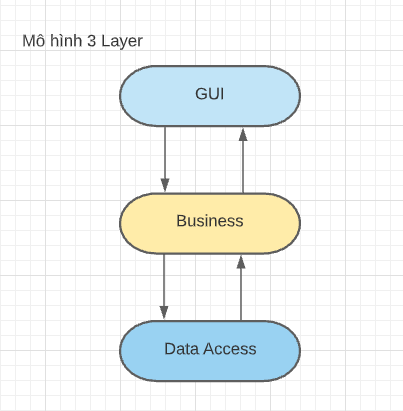 Mô hình 3 Layer
GUI
Business
Data Access